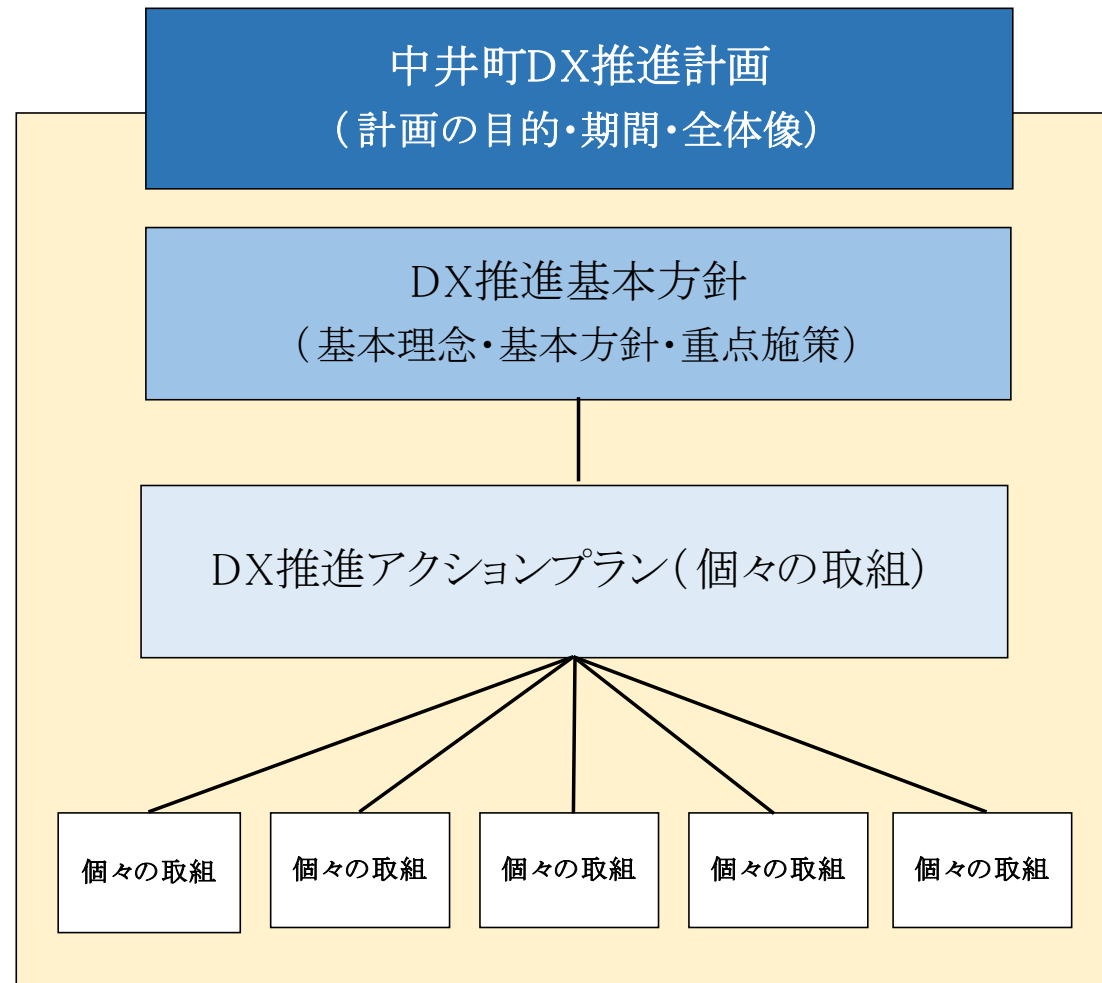 中井町DX推進計画
（計画の目的・期間・全体像）
DX推進基本方針
（基本理念・基本方針・重点施策）
DX推進アクションプラン（個々の取組）
個々の取組
個々の取組
個々の取組
個々の取組
個々の取組